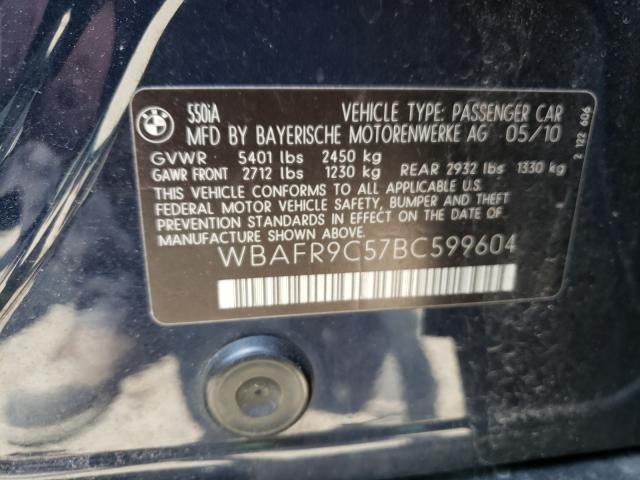 BMW
550iA VEHICLE TYPE: PASSENGER CAR
MFD BY BAYERISCHE MOTORENWERKE AG 05/10
GVWR 5401 lbs 2450 kg
GAWR FRONT 2712 lbs 1230 kg REAR 2932 lbs 1330 kg
THIS VEHICLE CONFORMS TO ALL APPLICABLE U.S.
FEDERAL MOTOR VEHICLE SAFETY, BUMPER AND THEFT
PREVENTION STANDARDS IN EFFECT ON THE DATE OF
MANUFACTURE SHOWN ABOVE.
WBAFR9C57BC599604
2 122 606